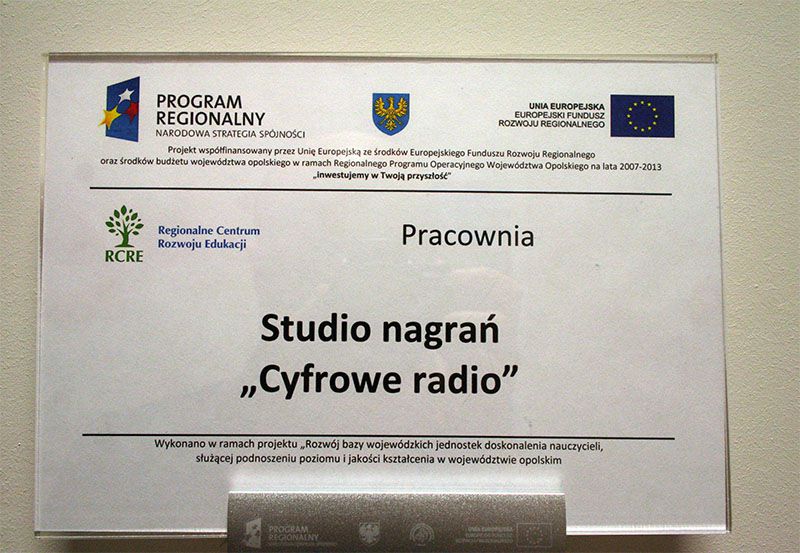 PROGRAM
REGIONALNY
NARODOWA STRATEGIA SPÓJNOŚCI
UNIA EUROPEJSKA
EUROPEJSKI FUNDUSZ
ROZWOJU REGIONALNEGO
Projekt współfinansowany przez Unię Europejską ze środków Europejskiego Funduszu Rozwoju Regionalnego
oraz środków budżetu województwa opolskiego w ramach Regionalnego Programu Operacyjnego Województwa Opolskiego na lata 2007-2013
„inwestujemy w Twoją przyszłość"
RCRE
Regionalne Centrum
Rozwoju Edukacji
Pracownia
Studio nagrań
„Cyfrowe radio”
Wykonano w ramach projektu „Rozwój bazy wojewódzkich jednostek doskonalenia nauczycieli,
służącej podnoszeniu poziomu i jakości kształcenia w województwie opolskim
PROGRAM
REGIONALNY
UNIA EUROPEJSKA